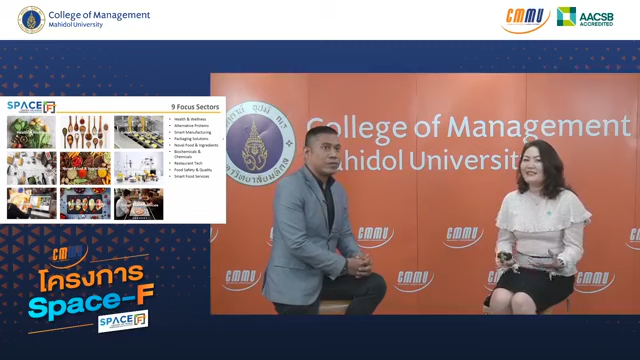 College of Management
Mahidol University
CMMU
AACSB
ACCREDITED
SPACE F
9 Focus Sectors
Health & Wellness
Alternative Proteins
Smart Manufacturing
Packaging Solutions
Novel Food & Ingredients
Biochemicals &
Chemicals
Restaurant Tech
Food Safety & Quality
Smart Food Services
College of Management
Mahidol University
CMMU
CMMU
CMMU
CMMU
CMMU
CMMU
โครงการ
Space-F
SPACE F